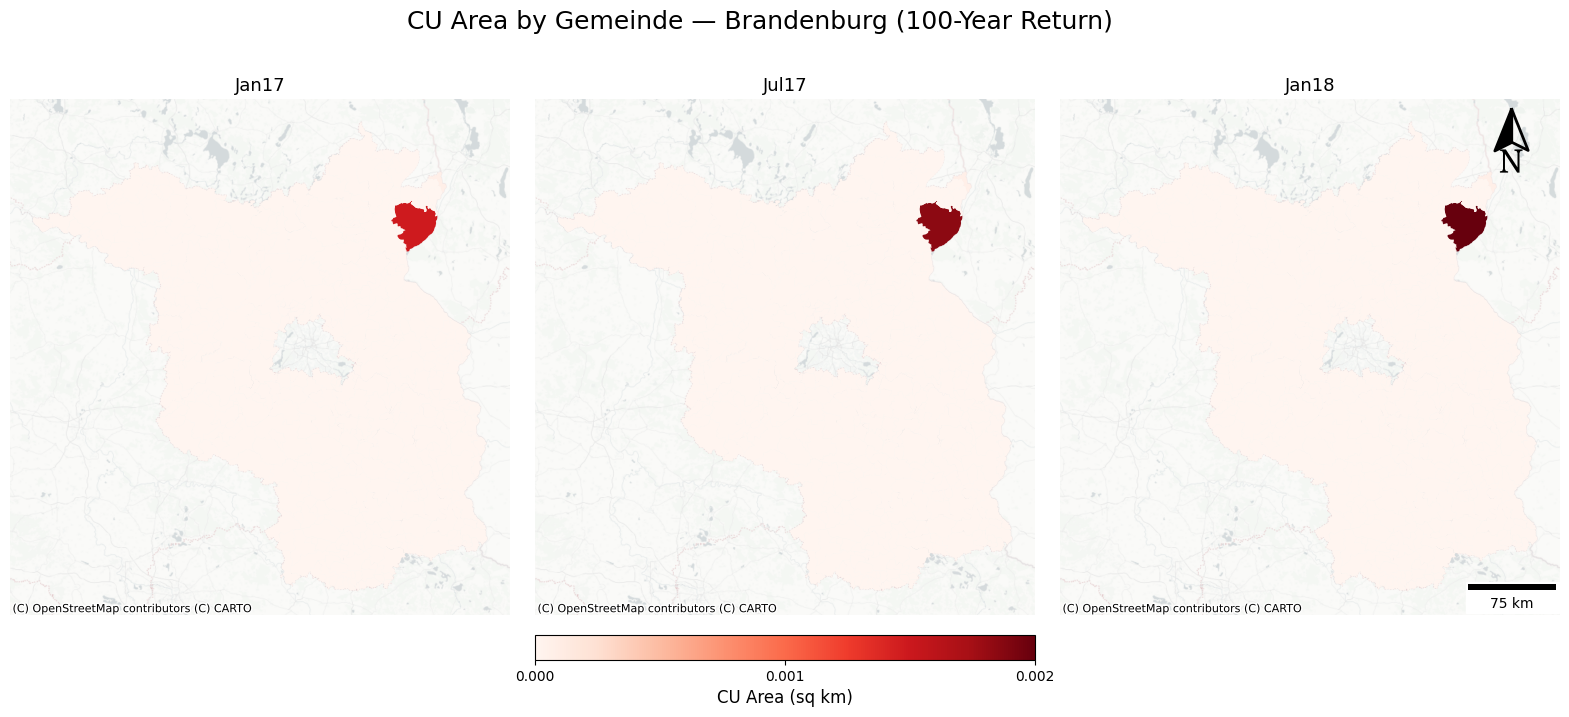 CU Area by Gemeinde — Brandenburg (100-Year Return)
Jan17
Jul17
Jan18
N
(C) OpenStreetMap contributors (C) CARTO
(C) OpenStreetMap contributors (C) CARTO
(C) OpenStreetMap contributors (C) CARTO
75 km
0.000 0.001 0.002
CU Area (sq km)